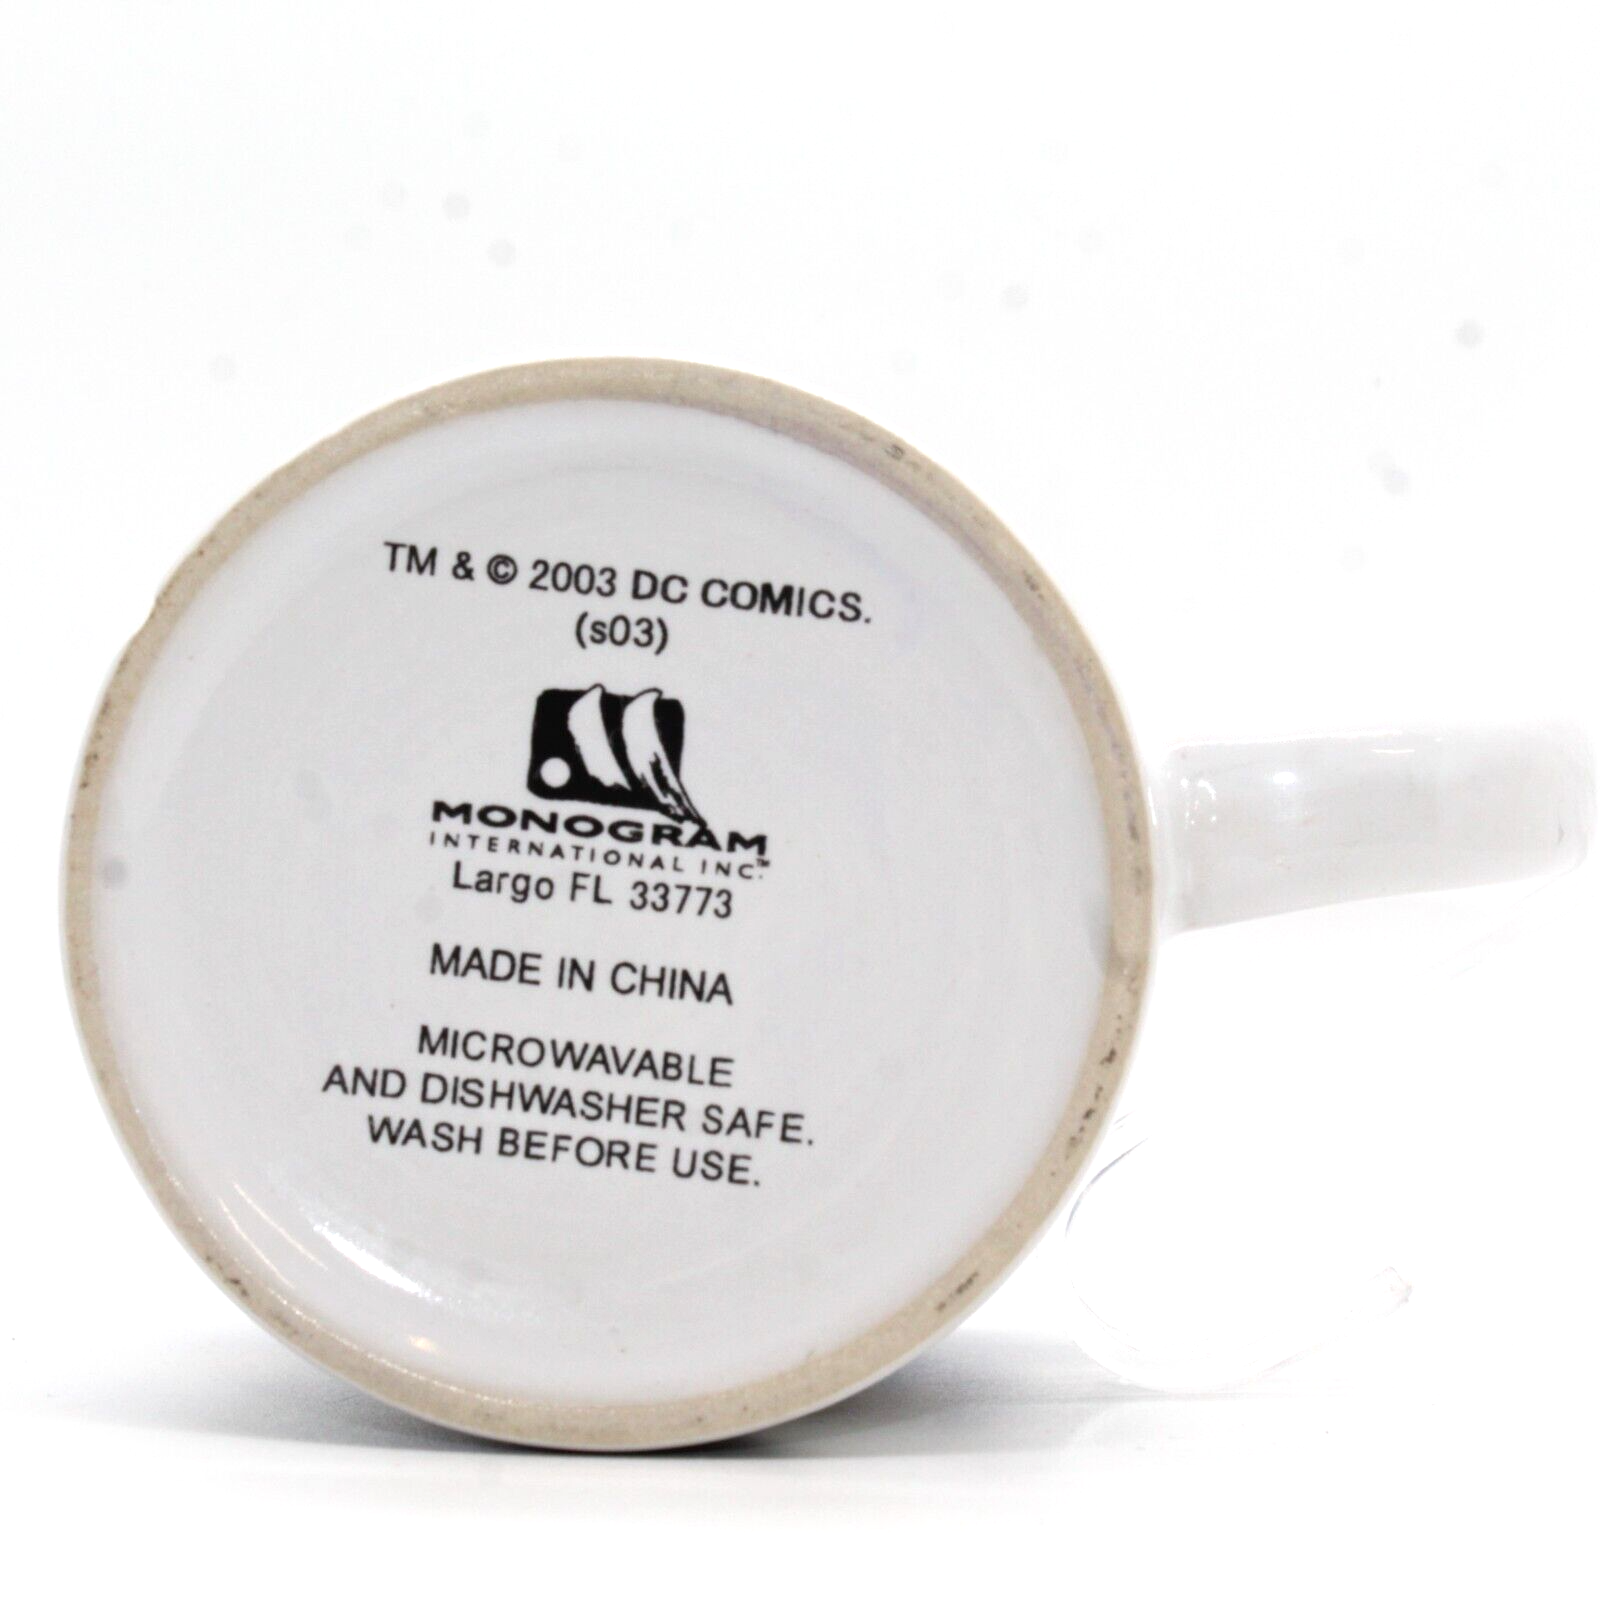 TM & © 2003 DC COMICS.
(s03)
MONOGRAM
INTERNATIONAL INC.™
Largo FL 33773
MADE IN CHINA
MICROWAVABLE
AND DISHWASHER SAFE.
WASH BEFORE USE.